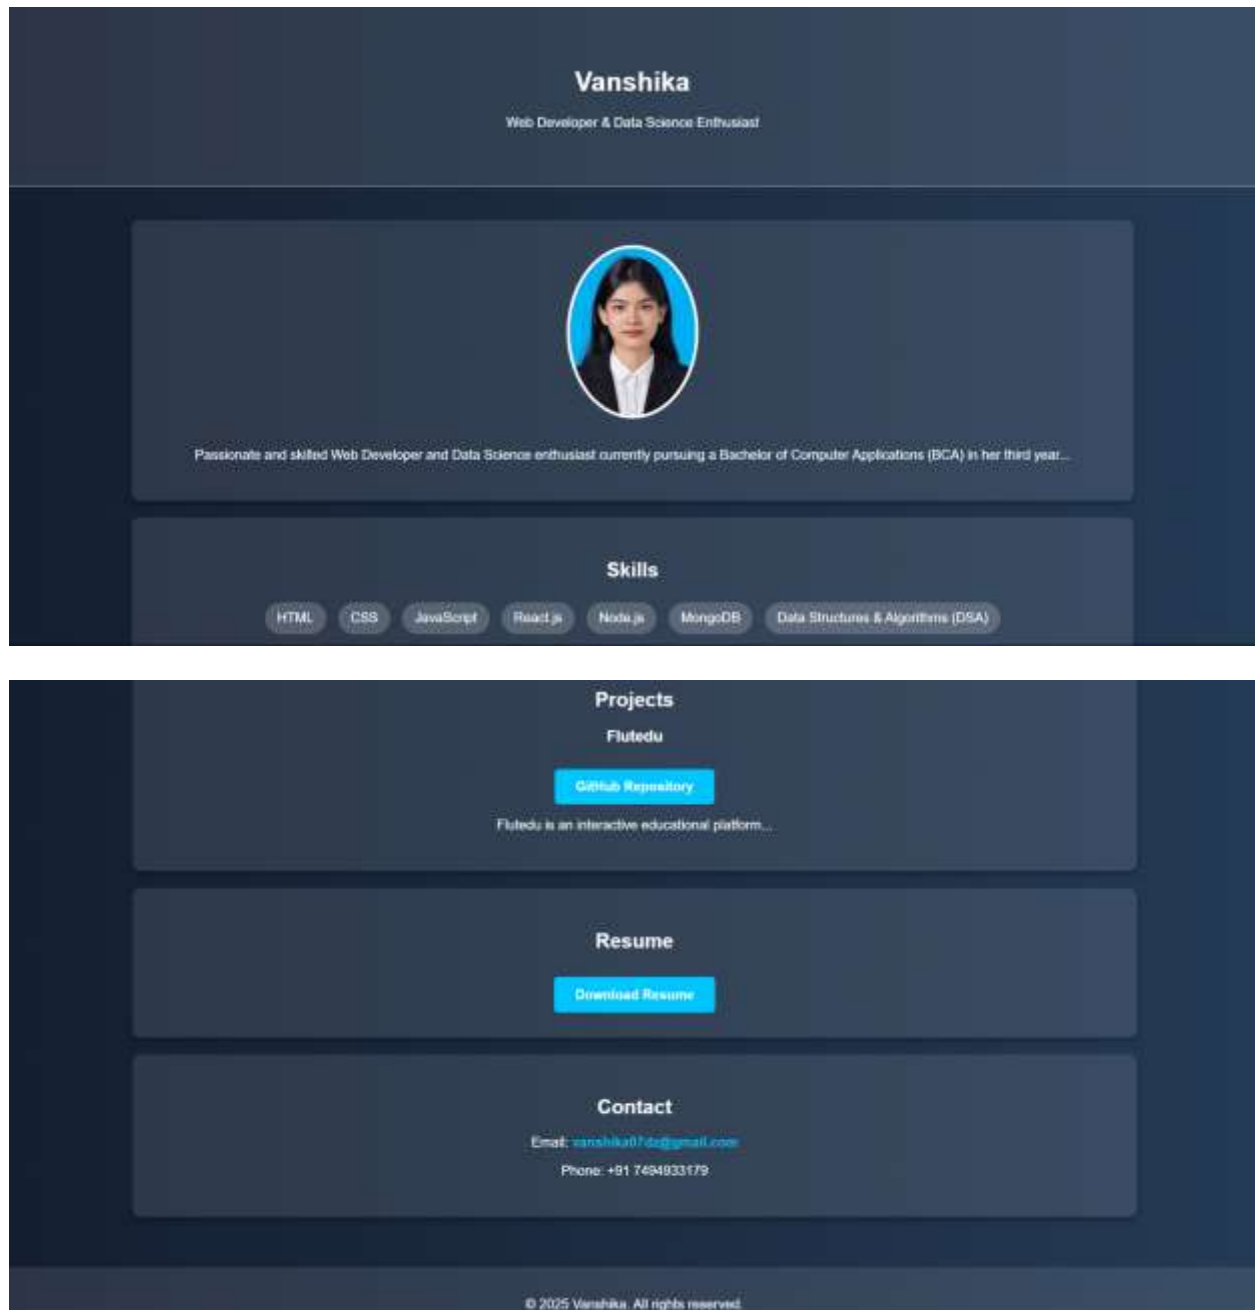 Vanshika
Web Developer & Data Science Enthusiast
Passionate and skilled Web Developer and Data Science enthusiast currently pursuing a Bachelor of Computer Applications (BCA) in her third year...
Skills
HTML CSS JavaScript React.js Node.js MongoDB Data Structures & Algorithms (DSA)
Projects
Flutedu
GitHub Repository
Flutedu is an interactive educational platform...
Resume
Download Resume
Contact
Email:
Phone: +91 7494933179
© 2025 Vanshika. All rights reserved.